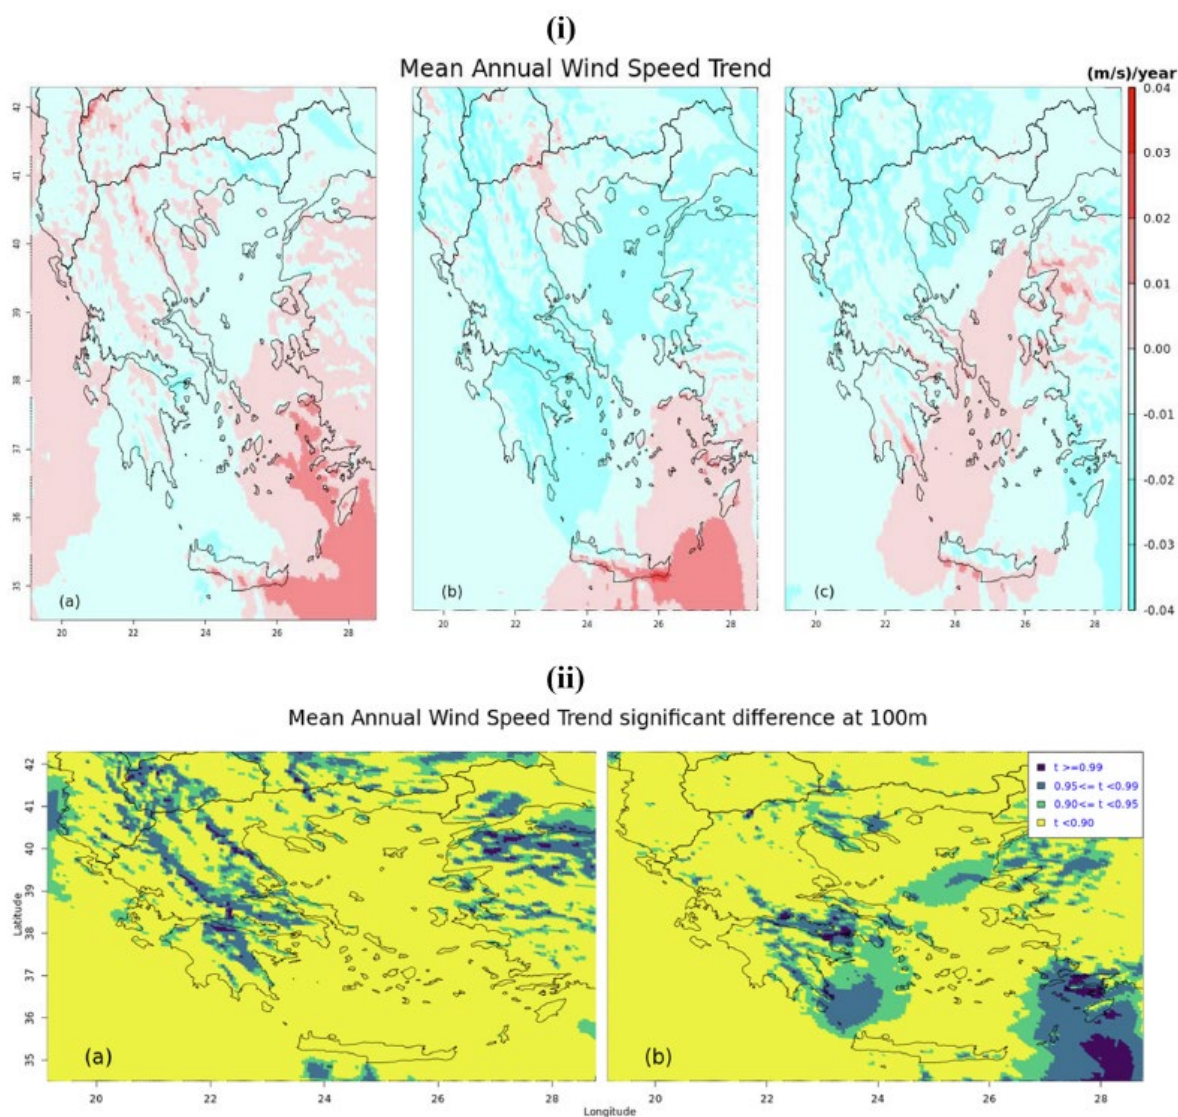 (i)
Mean Annual Wind Speed Trend
(m/s)/year
42
41
40
39
38
37
36
35
(a)
20 22 24 26 28
(b)
20 22 24 26 28
(c)
20 22 24 26 28
0.04
0.03
0.02
0.01
0.00
-0.01
-0.02
-0.03
-0.04
(ii)
Mean Annual Wind Speed Trend significant difference at 100m
Latitude
42
41
40
39
38
37
36
35
(a)
20 22 24 26 28
(b)
20 22 24 26 28
t >=0.99
0.95<= t <0.99
0.90<= t <0.95
t <0.90
Longitude